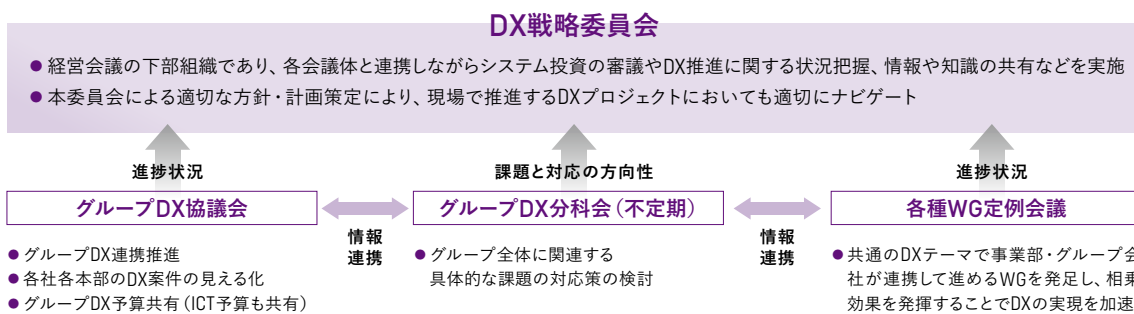 DX戦略委員会
● 経営会議の下部組織であり、各会議体と連携しながらシステム投資の審議やDX推進に関する状況把握、情報や知識の共有などを実施
● 本委員会による適切な方針・計画策定により、現場で推進するDXプロジェクトにおいても適切にナビゲート
進捗状況
課題と対応の方向性
進捗状況
グループDX協議会
グループDX分科会（不定期）
各種WG定例会議
情報
連携
情報
連携
● グループDX連携推進
● 各社各本部のDX案件の見える化
● グループDX予算共有（ICT予算も共有）
● グループ全体に関連する
具体的な課題の対応策の検討
● 共通のDXテーマで事業部・グループ会
社が連携して進めるWGを発足し、相乗
効果を発揮することでDXの実現を加速